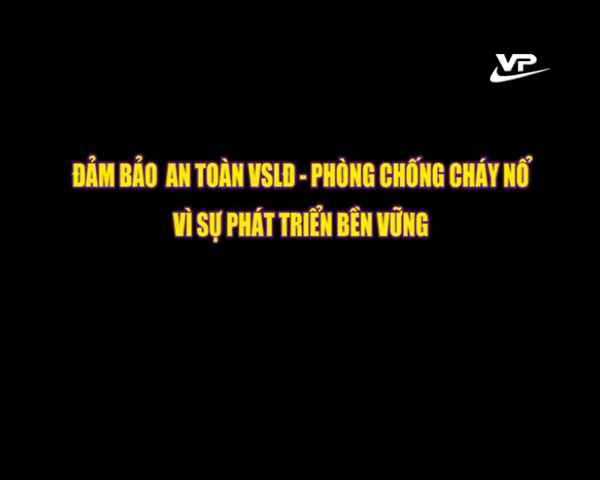 VP
ĐẢM BẢO AN TOÀN VSLĐ - PHÒNG CHỐNG CHÁY NỔ
VÌ SỰ PHÁT TRIỂN BỀN VỮNG